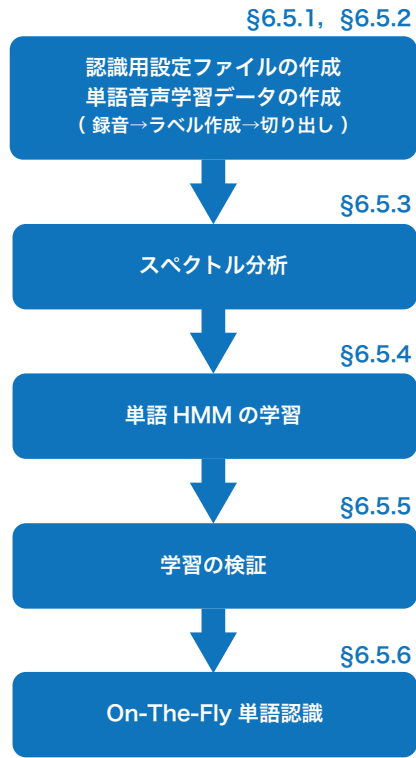 §6.5.1, §6.5.2
認識用設定ファイルの作成
単語音声学習データの作成
( 録音→ラベル作成→切り出し )
§6.5.3
スペクトル分析
§6.5.4
単語 HMM の学習
§6.5.5
学習の検証
§6.5.6
On-The-Fly 単語認識